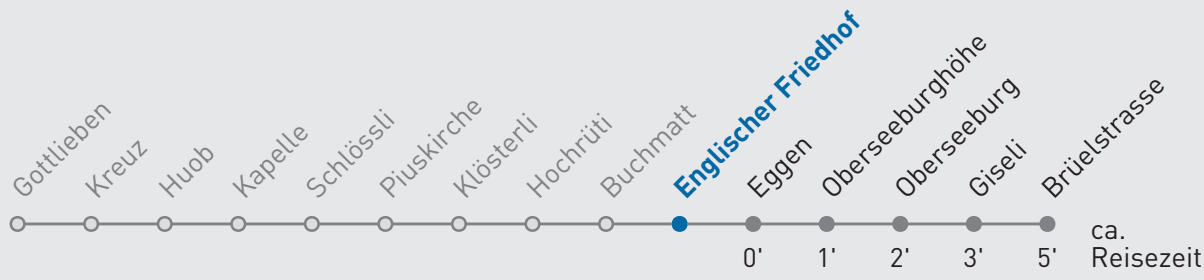 Gottlieben
Kreuz
Huob
Kapelle
Schlössli
Piuskirche
Klösterli
Hochrüti
Buchmatt
Englischer Friedhof
Eggen
Oberseeburghöhe
Oberseeburg
Giseli
Brüelstrasse
0' 1' 2' 3' 5'
ca.
Reisezeit